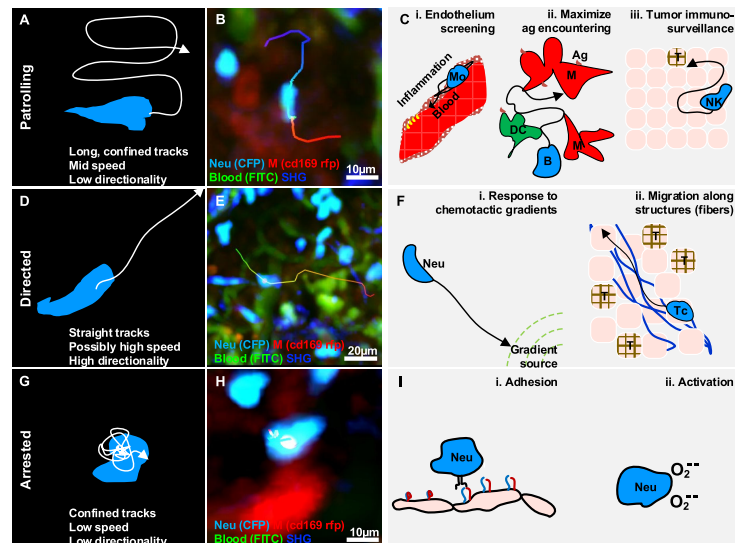 A
Patrolling
Long, confined tracks
Mid speed
Low directionality
B
Neu (CFP) M (cd169 rfp)
Blood (FITC) SHG
10µm
C
i. Endothelium
screening
Inflammation
Mo
Blood
ii. Maximize
ag encountering
Ag
M
DC
B
M
iii. Tumor immuno-
surveillance
T
NK
D
Directed
Straight tracks
Possibly high speed
High directionality
E
Neu (CFP) M (cd169 rfp)
Blood (FITC) SHG
20µm
F
i. Response to
chemotactic gradients
Neu
Gradient
source
ii. Migration along
structures (fibers)
T
T
T
Tc
T
G
Arrested
Confined tracks
Low speed
Low directionality
H
Neu (CFP) M (cd169 rfp)
Blood (FITC) SHG
10µm
I
i. Adhesion
Neu
ii. Activation
Neu
O2--
O2--